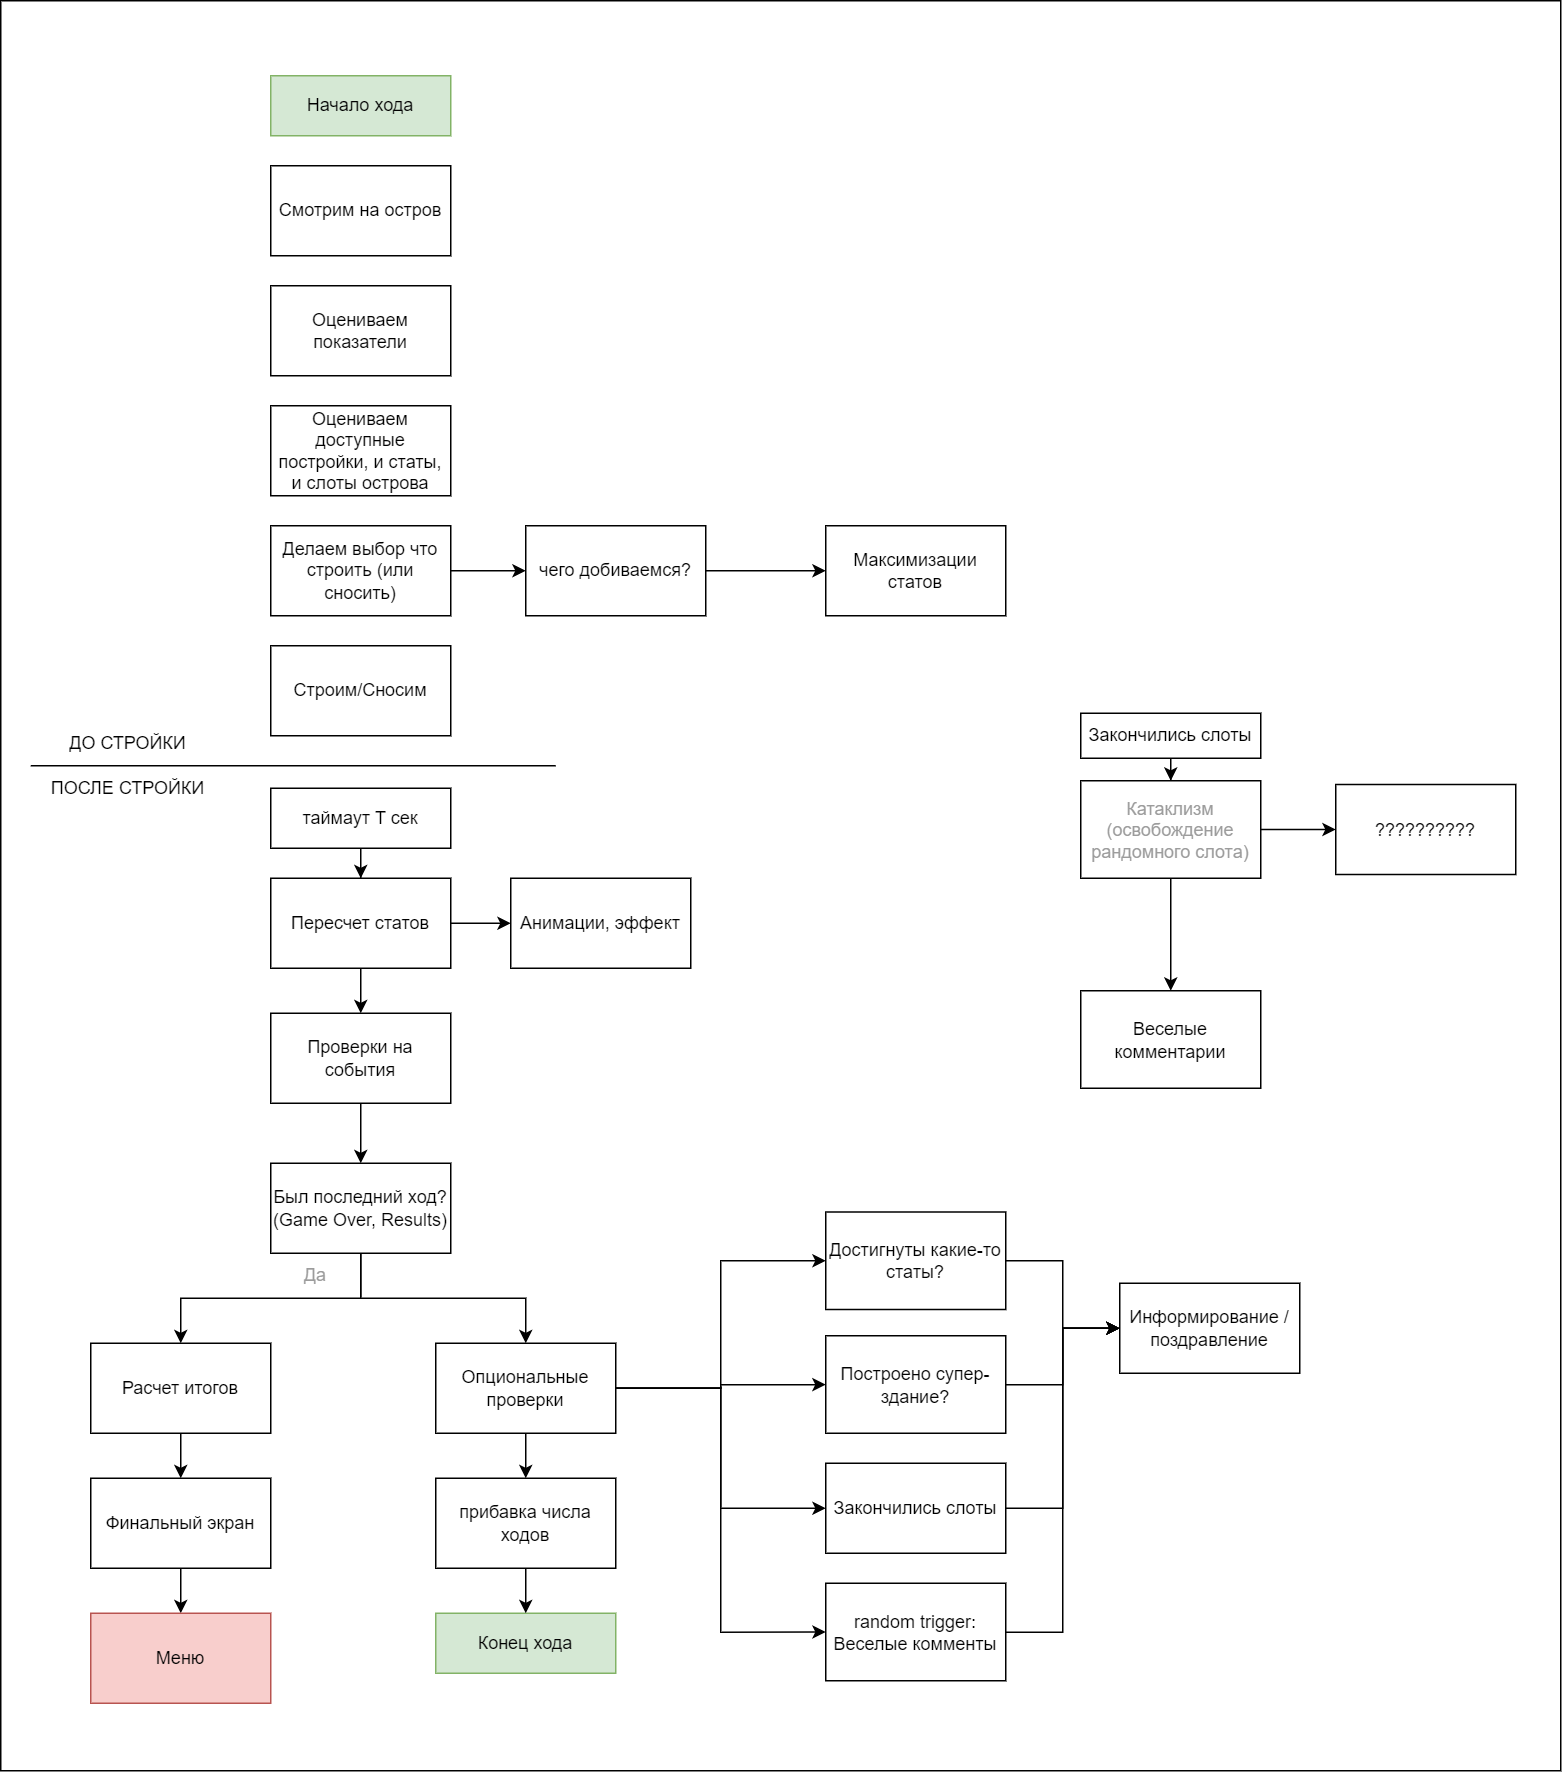 Начало хода
Смотрим на остров
Оцениваем
показатели
Оцениваем
доступные
постройки, и статы,
и слоты острова
Делаем выбор что
строить (или
сносить)
чего добиваемся?
Максимизации
статов
Строим/Сносим
ДО СТРОЙКИ
ПОСЛЕ СТРОЙКИ
таймаут Т сек
Пересчет статов
Анимации, эффект
Проверки на
события
Был последний ход?
(Game Over, Results)
Да
Расчет итогов
Финальный экран
Меню
Опциональные
проверки
прибавка числа
ходов
Конец хода
Достигнуты какие-то
статы?
Построено супер-
здание?
Закончились слоты
random trigger:
Веселые комменты
Информирование /
поздравление
Закончились слоты
Катаклизм
(освобождение
рандомного слота)
??????????
Веселые
комментарии